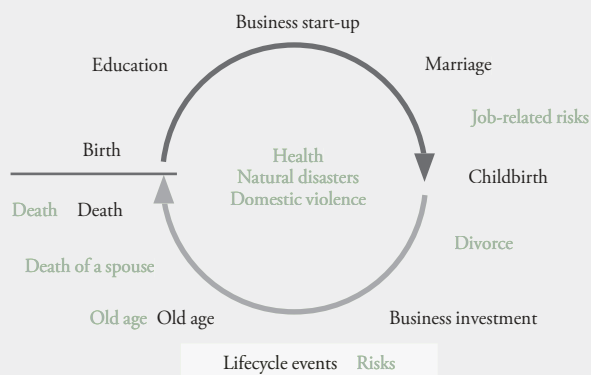 Business start-up
Education
Marriage
Job-related risks
Birth
Health
Natural disasters
Domestic violence
Childbirth
Death Death
Divorce
Death of a spouse
Old age Old age
Business investment
Lifecycle events Risks